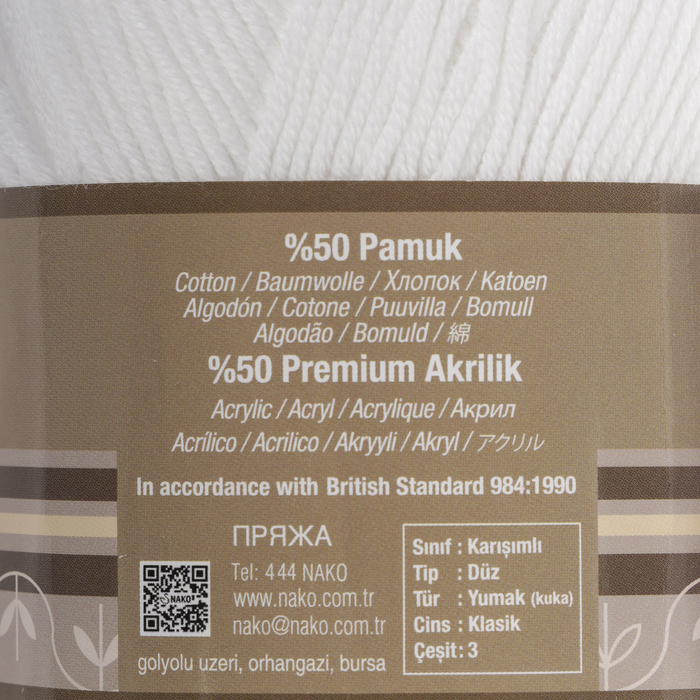 %50 Pamuk
Cotton / Baumwolle / Хлопок / Katoen
Algodón / Cotone / Puuvilla / Bomull
Algodão / Bomuld / 綿
%50 Premium Akrilik
Acrylic / Acryl / Acrylique / Акрил
Acrílico / Acrilico / Akryyli / Akryl / アクリル
In accordance with British Standard 984:1990
ПРЯЖА
Tel: 444 NAKO
www.nako.com.tr
nako@nako.com.tr
NAKO
golyolu uzeri, orhangazi, bursa
Sınıf : Karışımlı
Tip : Düz
Tür : Yumak (kuka)
Cins : Klasik
Çeşit : 3